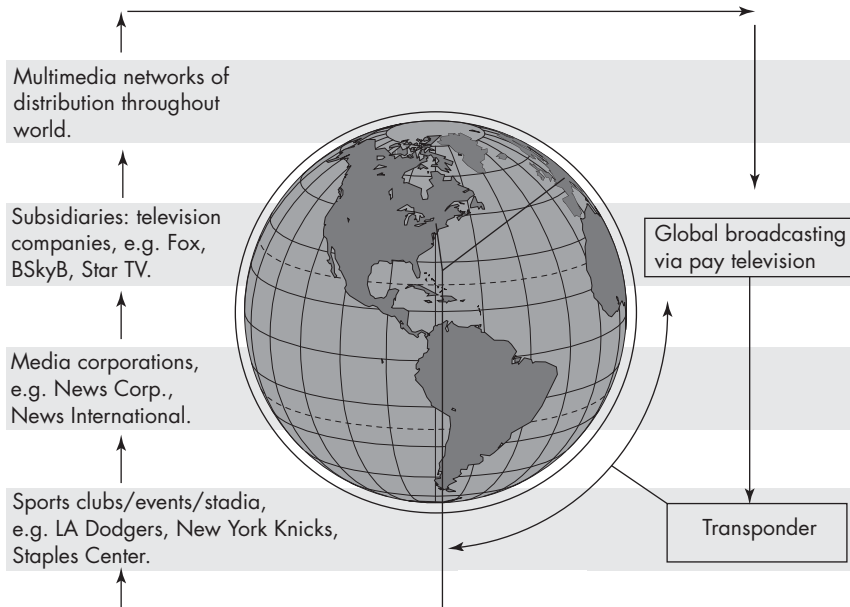 Multimedia networks of
distribution throughout
world.
Subsidiaries: television
companies, e.g. Fox,
BSkyB, Star TV.
Global broadcasting
via pay television
Media corporations,
e.g. News Corp.,
News International.
Sports clubs/events/stadia,
e.g. LA Dodgers, New York Knicks,
Staples Center.
Transponder